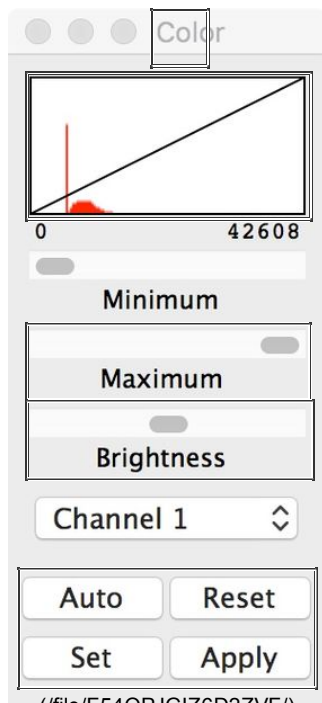 Color
0 42608
Minimum
Maximum
Brightness
Channel 1
Auto Reset
Set Apply